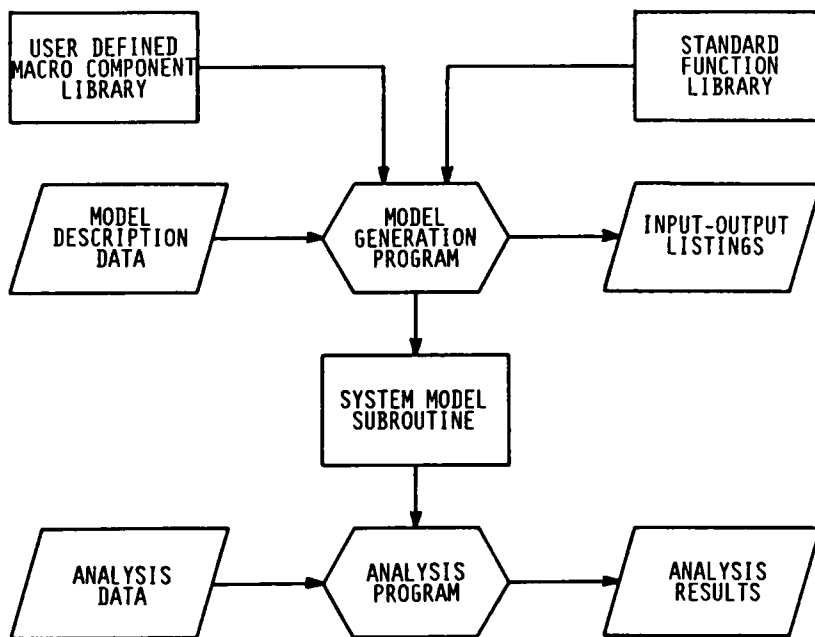 USER DEFINED
MACRO COMPONENT
LIBRARY
STANDARD
FUNCTION
LIBRARY
MODEL
DESCRIPTION
DATA
MODEL
GENERATION
PROGRAM
INPUT-OUTPUT
LISTINGS
SYSTEM MODEL
SUBROUTINE
ANALYSIS
DATA
ANALYSIS
PROGRAM
ANALYSIS
RESULTS